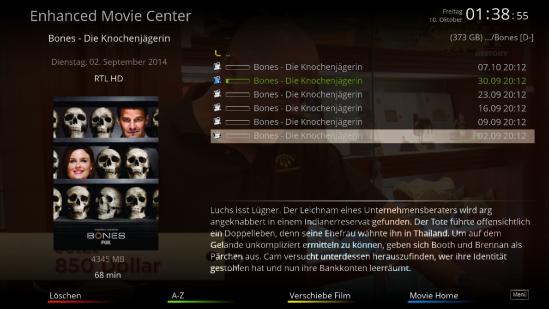 Enhanced Movie Center
Freitag
10. Oktober
01:38:55
Bones - Die Knochenjägerin
(373 GB) .../Bones [D-]
Dienstag, 02. September 2014
RTL HD
..
Bones - Die Knochenjägerin 07.10 20:12
Bones - Die Knochenjägerin 30.09 20:12
Bones - Die Knochenjägerin 23.09 20:12
Bones - Die Knochenjägerin 16.09 20:12
Bones - Die Knochenjägerin 09.09 20:12
Bones - Die Knochenjägerin 02.09 20:12
BONES
FOX
850 Dollar
4345 MB
68 min
Luchs isst Lügner. Der Leichnam eines Unternehmensberaters wird arg
angeknabbert in einem Indianerreservat gefunden. Der Tote führte offensichtlich
ein Doppelleben, denn seine Ehefrau wähnte ihn in Thailand. Um auf dem
Gelände unkompliziert ermitteln zu können, geben sich Booth und Brennan als
Pärchen aus. Cam versucht unterdessen herauszufinden, wer ihre Identität
gestohlen hat und nun ihre Bankkonten leerräumt.
Löschen
A-Z
Verschiebe Film
Movie Home
Menü